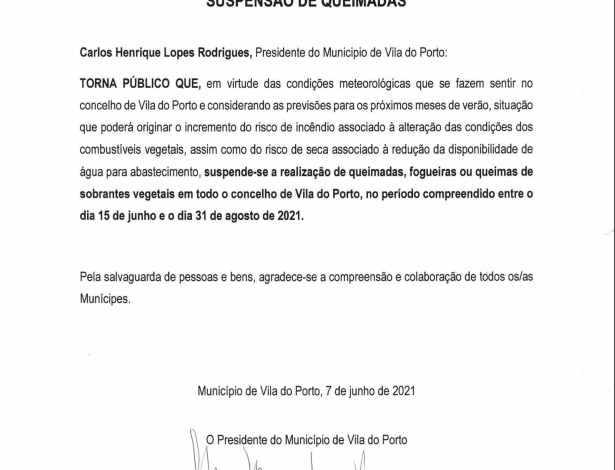 SUSPENSÃO DE QUEIMADAS
Carlos Henrique Lopes Rodrigues, Presidente do Municipio de Vila do Porto:
TORNA PÚBLICO QUE, em virtude das condições meteorológicas que se fazem sentir no
concelho de Vila do Porto e considerando as previsões para os próximos meses de verão, situação
que poderá originar o incremento do risco de incêndio associado à alteração das condições dos
combustíveis vegetais, assim como do risco de seca associado à redução da disponibilidade de
água para abastecimento, suspende-se a realização de queimadas, fogueiras ou queimas de
sobrantes vegetais em todo o concelho de Vila do Porto, no período compreendido entre o
dia 15 de junho e o dia 31 de agosto de 2021.
Pela salvaguarda de pessoas e bens, agradece-se a compreensão e colaboração de todos os/as
Municipes.
Município de Vila do Porto, 7 de junho de 2021
O Presidente do Município de Vila do Porto